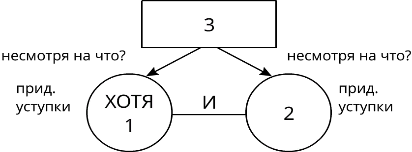 3
несмотря на что?
несмотря на что?
прид.
уступки
ХОТЯ
1
И
2
прид.
уступки